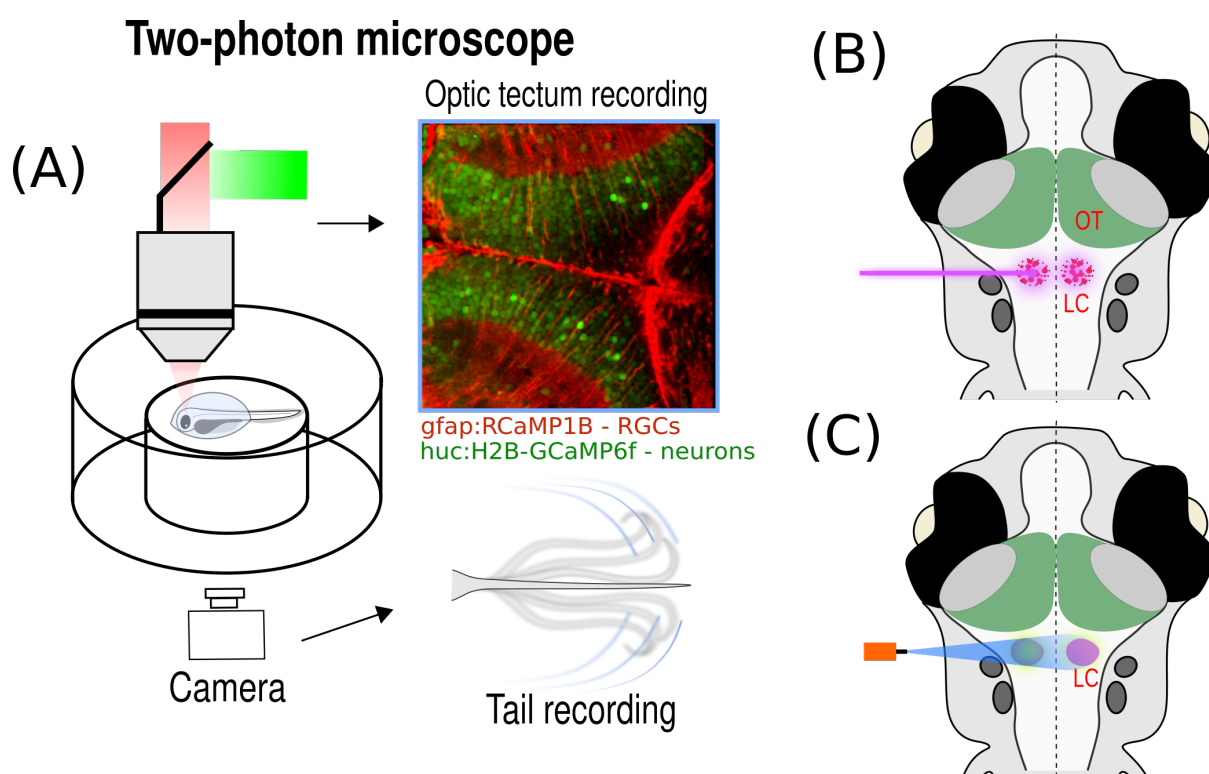 Two-photon microscope
(A)
Optic tectum recording
gfap:RCaMP1B - RGCs
huc:H2B-GCaMP6f - neurons
Camera
Tail recording
(B)
OT
LC
(C)
LC